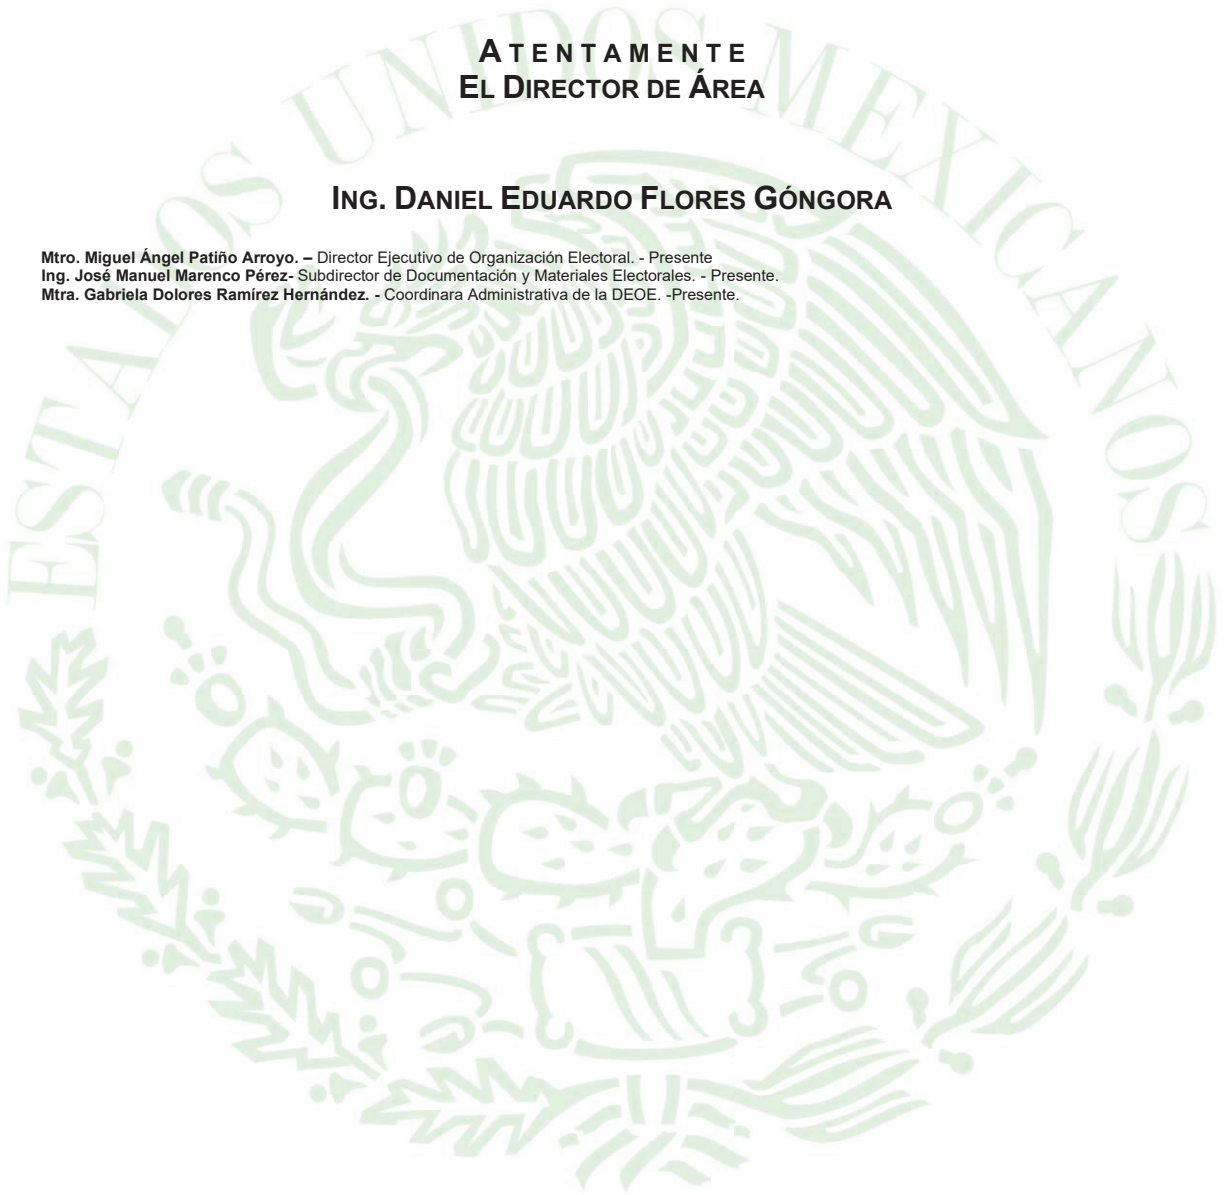 ATENTAMENTE
EL DIRECTOR DE ÁREA
ING. DANIEL EDUARDO FLORES GÓNGORA
Mtro. Miguel Ángel Patiño Arroyo. – Director Ejecutivo de Organización Electoral. - Presente
Ing. José Manuel Marenco Pérez- Subdirector de Documentación y Materiales Electorales. - Presente.
Mtra. Gabriela Dolores Ramírez Hernández. - Coordinara Administrativa de la DEOE. -Presente.
ESTADOS UNIDOS MEXICANOS